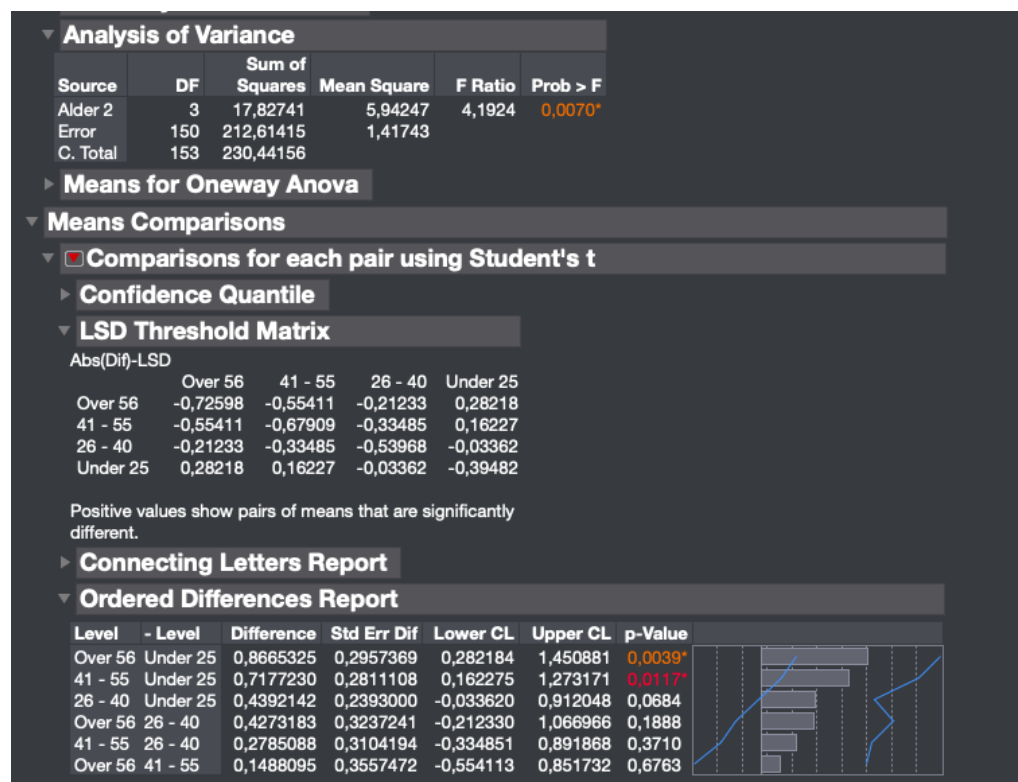 Analysis of Variance
Sum of
Source DF Squares Mean Square F Ratio Prob > F
Alder 2 3 17,82741 5,94247 4,1924 0,0070*
Error 150 212,61415 1,41743
C. Total 153 230,44156
Means for Oneway Anova
Means Comparisons
Comparisons for each pair using Student's t
Confidence Quantile
LSD Threshold Matrix
Abs(Dif)-LSD
Over 56 41 - 55 26 - 40 Under 25
Over 56 -0,72598 -0,55411 -0,21233 0,28218
41 - 55 -0,55411 -0,67909 -0,33485 0,16227
26 - 40 -0,21233 -0,33485 -0,53968 -0,03362
Under 25 0,28218 0,16227 -0,03362 -0,39482
Positive values show pairs of means that are significantly
different.
Connecting Letters Report
Ordered Differences Report
Level - Level Difference Std Err Dif Lower CL Upper CL p-Value
Over 56 Under 25 0,8665325 0,2957369 0,282184 1,450881 0,0039*
41 - 55 Under 25 0,7177230 0,2811108 0,162275 1,273171 0,0117*
26 - 40 Under 25 0,4392142 0,2393000 -0,033620 0,912048 0,0684
Over 56 26 - 40 0,4273183 0,3237241 -0,212330 1,066966 0,1888
41 - 55 26 - 40 0,2785088 0,3104194 -0,334851 0,891868 0,3710
Over 56 41 - 55 0,1488095 0,3557472 -0,554113 0,851732 0,6763